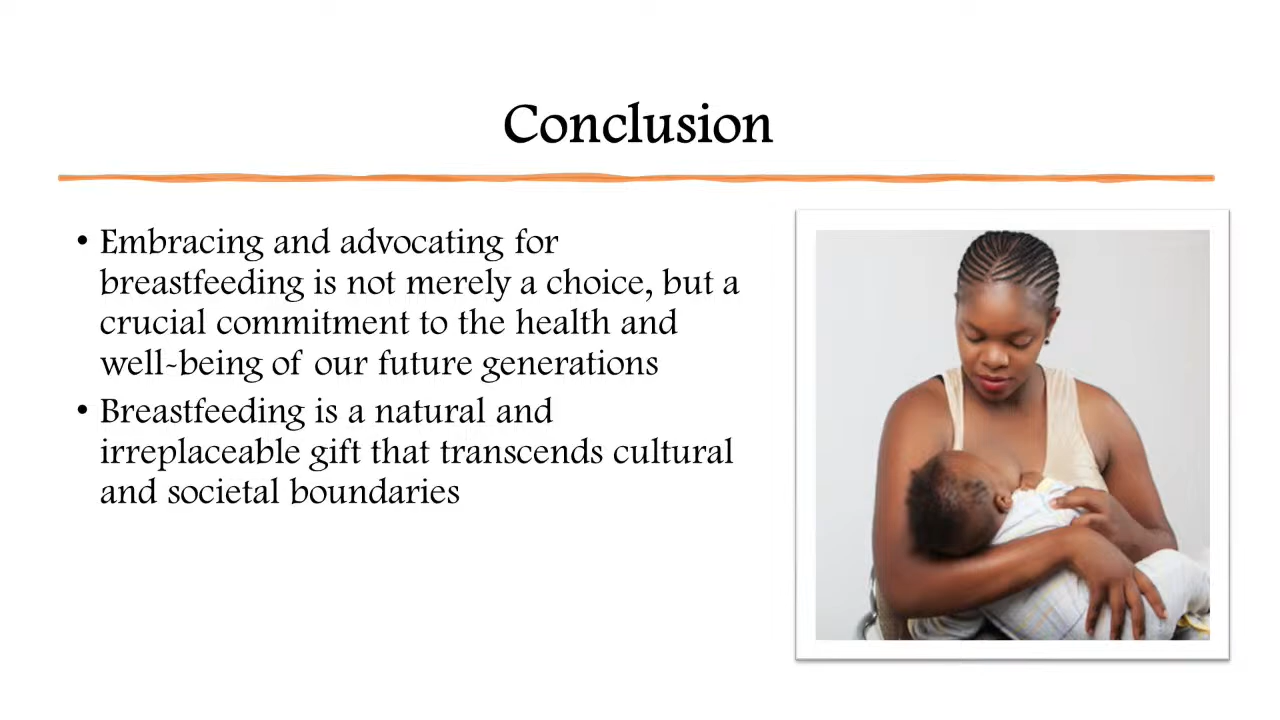 Conclusion
• Embracing and advocating for
breastfeeding is not merely a choice, but a
crucial commitment to the health and
well-being of our future generations
• Breastfeeding is a natural and
irreplaceable gift that transcends cultural
and societal boundaries